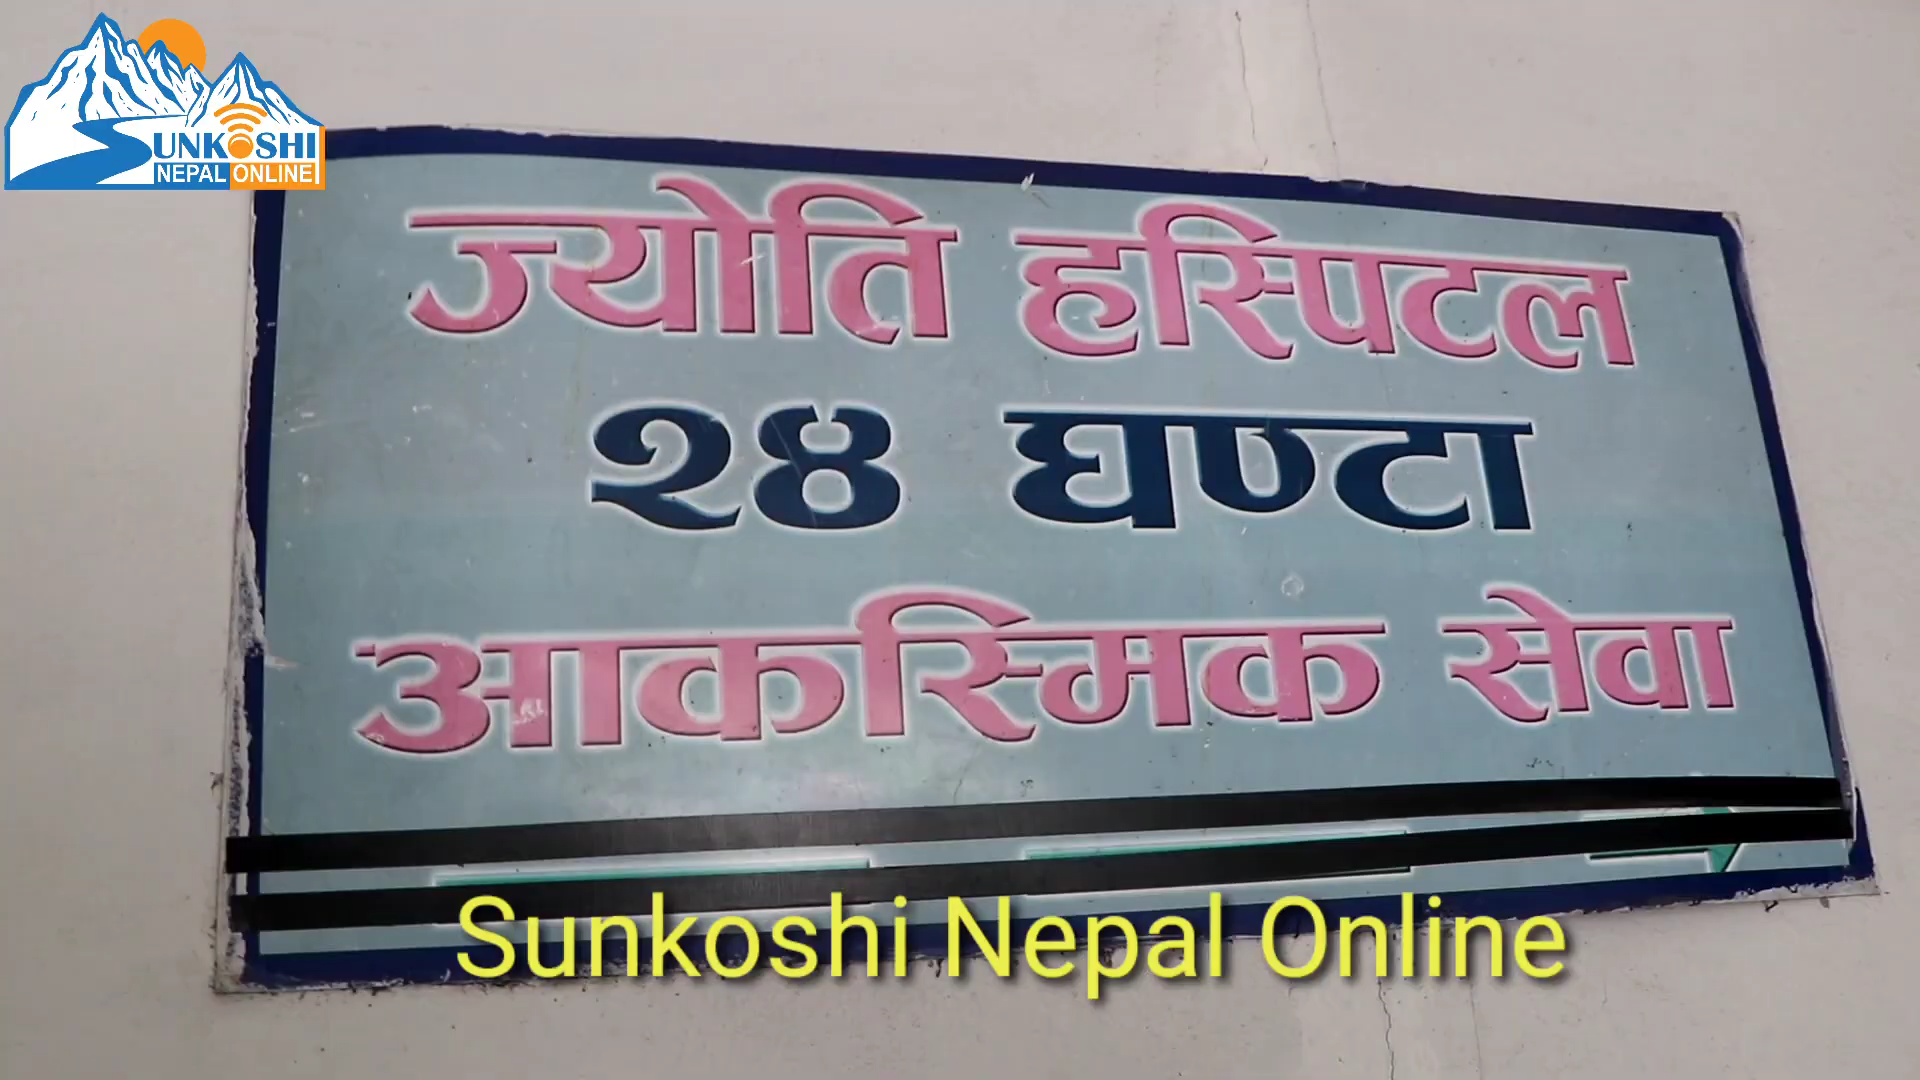 SUNKOSHI
NEPAL ONLINE
ज्योति हस्पिटल
२४ घण्टा
आकस्मिक सेवा
Sunkoshi Nepal Online